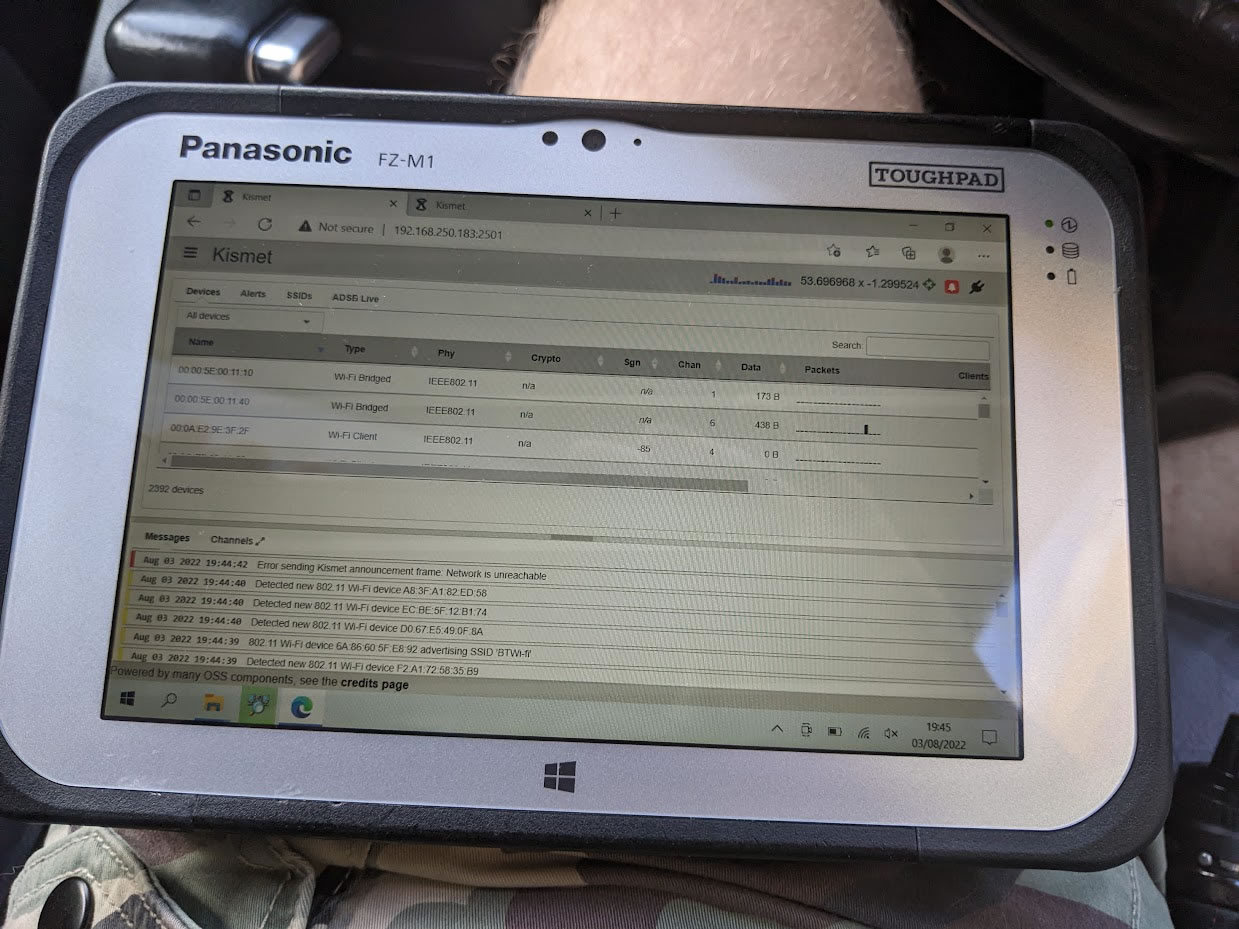 Panasonic FZ-M1
TOUGHPAD
Kismet
Kismet
Not secure | 192.168.250.183:2501
Kismet
53.696968 x -1.299524
Devices Alerts SSIDs ADSB Live
All devices
Search:
Name Type Phy Crypto Sgn Chan Data Packets Clients
00:00:5E:00:11:10 Wi-Fi Bridged IEEE802.11 n/a n/a 1 173 B
00:00:5E:00:11:40 Wi-Fi Bridged IEEE802.11 n/a n/a 6 438 B
00:0A:E2:9E:3F:2F Wi-Fi Client IEEE802.11 n/a -85 4 0 B
2392 devices
Messages Channels
Aug 03 2022 19:44:42 Error sending Kismet announcement frame. Network is unreachable
Aug 03 2022 19:44:40 Detected new 802.11 Wi-Fi device A8:3F:A1:82:ED:58
Aug 03 2022 19:44:40 Detected new 802.11 Wi-Fi device EC:BE:5F:12:B1:74
Aug 03 2022 19:44:40 Detected new 802.11 Wi-Fi device D0:67:E5:49:0F:8A
Aug 03 2022 19:44:39 802.11 Wi-Fi device 6A:86:60:5F:E8:92 advertising SSID 'BTWi-fi'
Aug 03 2022 19:44:39 Detected new 802.11 Wi-Fi device F2:A1:72:58:35:B9
Powered by many OSS components, see the credits page
19:45
03/08/2022